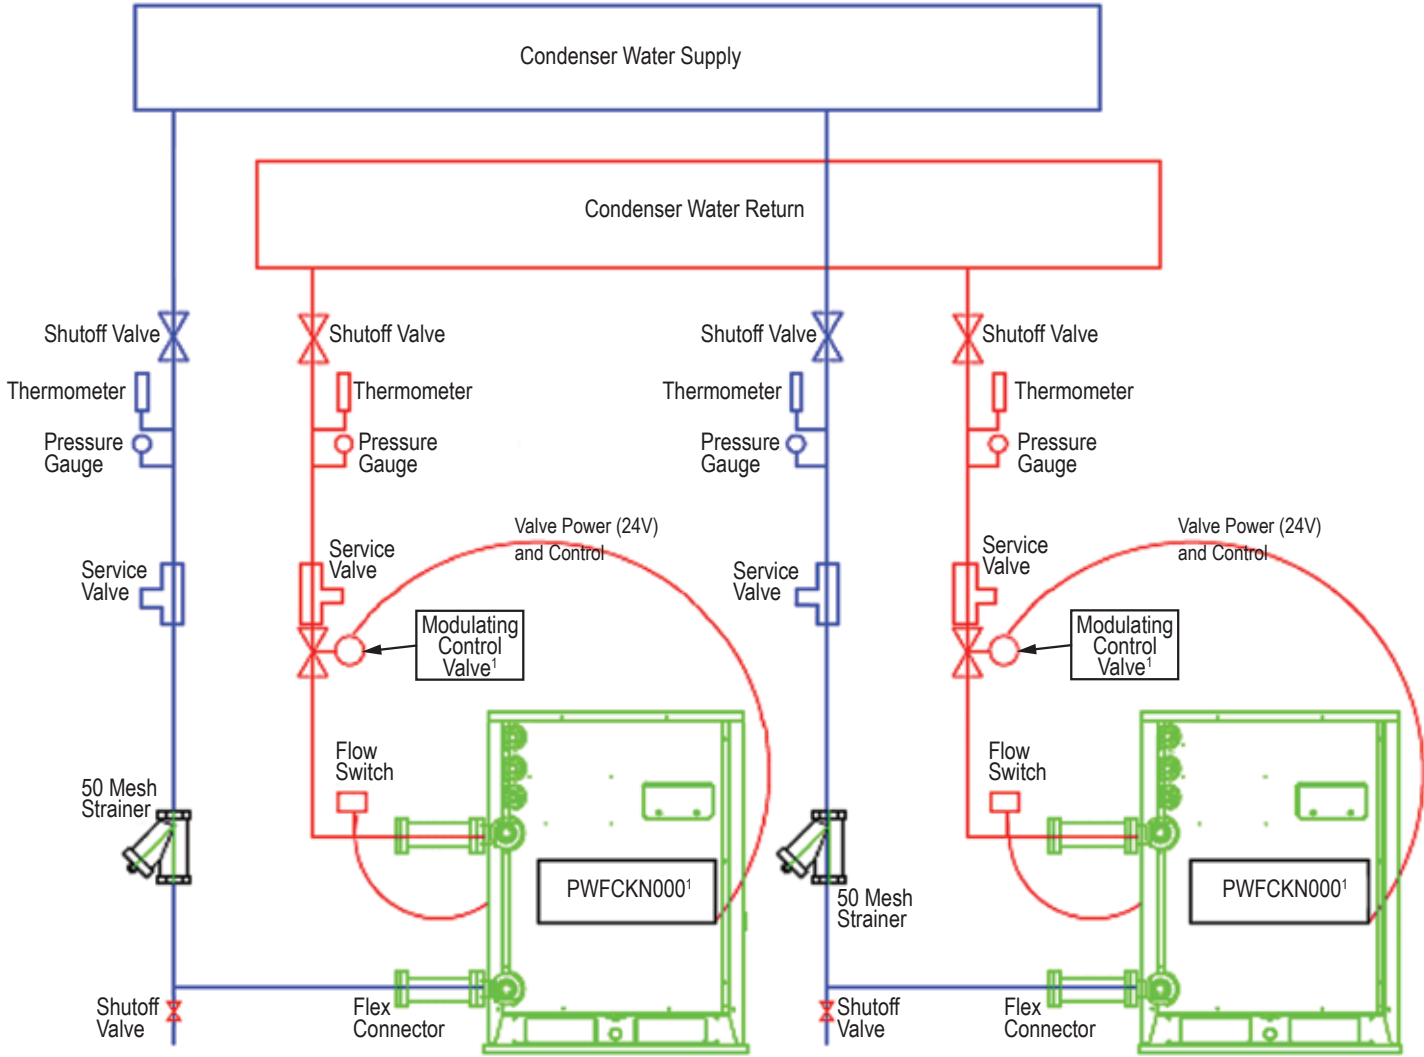 Condenser Water Supply
Condenser Water Return
Shutoff Valve
Shutoff Valve
Shutoff Valve
Shutoff Valve
Thermometer
Thermometer
Thermometer
Thermometer
Pressure
Gauge
Pressure
Gauge
Pressure
Gauge
Pressure
Gauge
Valve Power (24V)
and Control
Valve Power (24V)
and Control
Service
Valve
Service
Valve
Service
Valve
Service
Valve
Modulating
Control
Valve¹
Modulating
Control
Valve¹
Flow
Switch
Flow
Switch
50 Mesh
Strainer
PWFCKN000¹
50 Mesh
Strainer
PWFCKN000¹
Shutoff
Valve
Flex
Connector
Shutoff
Valve
Flex
Connector